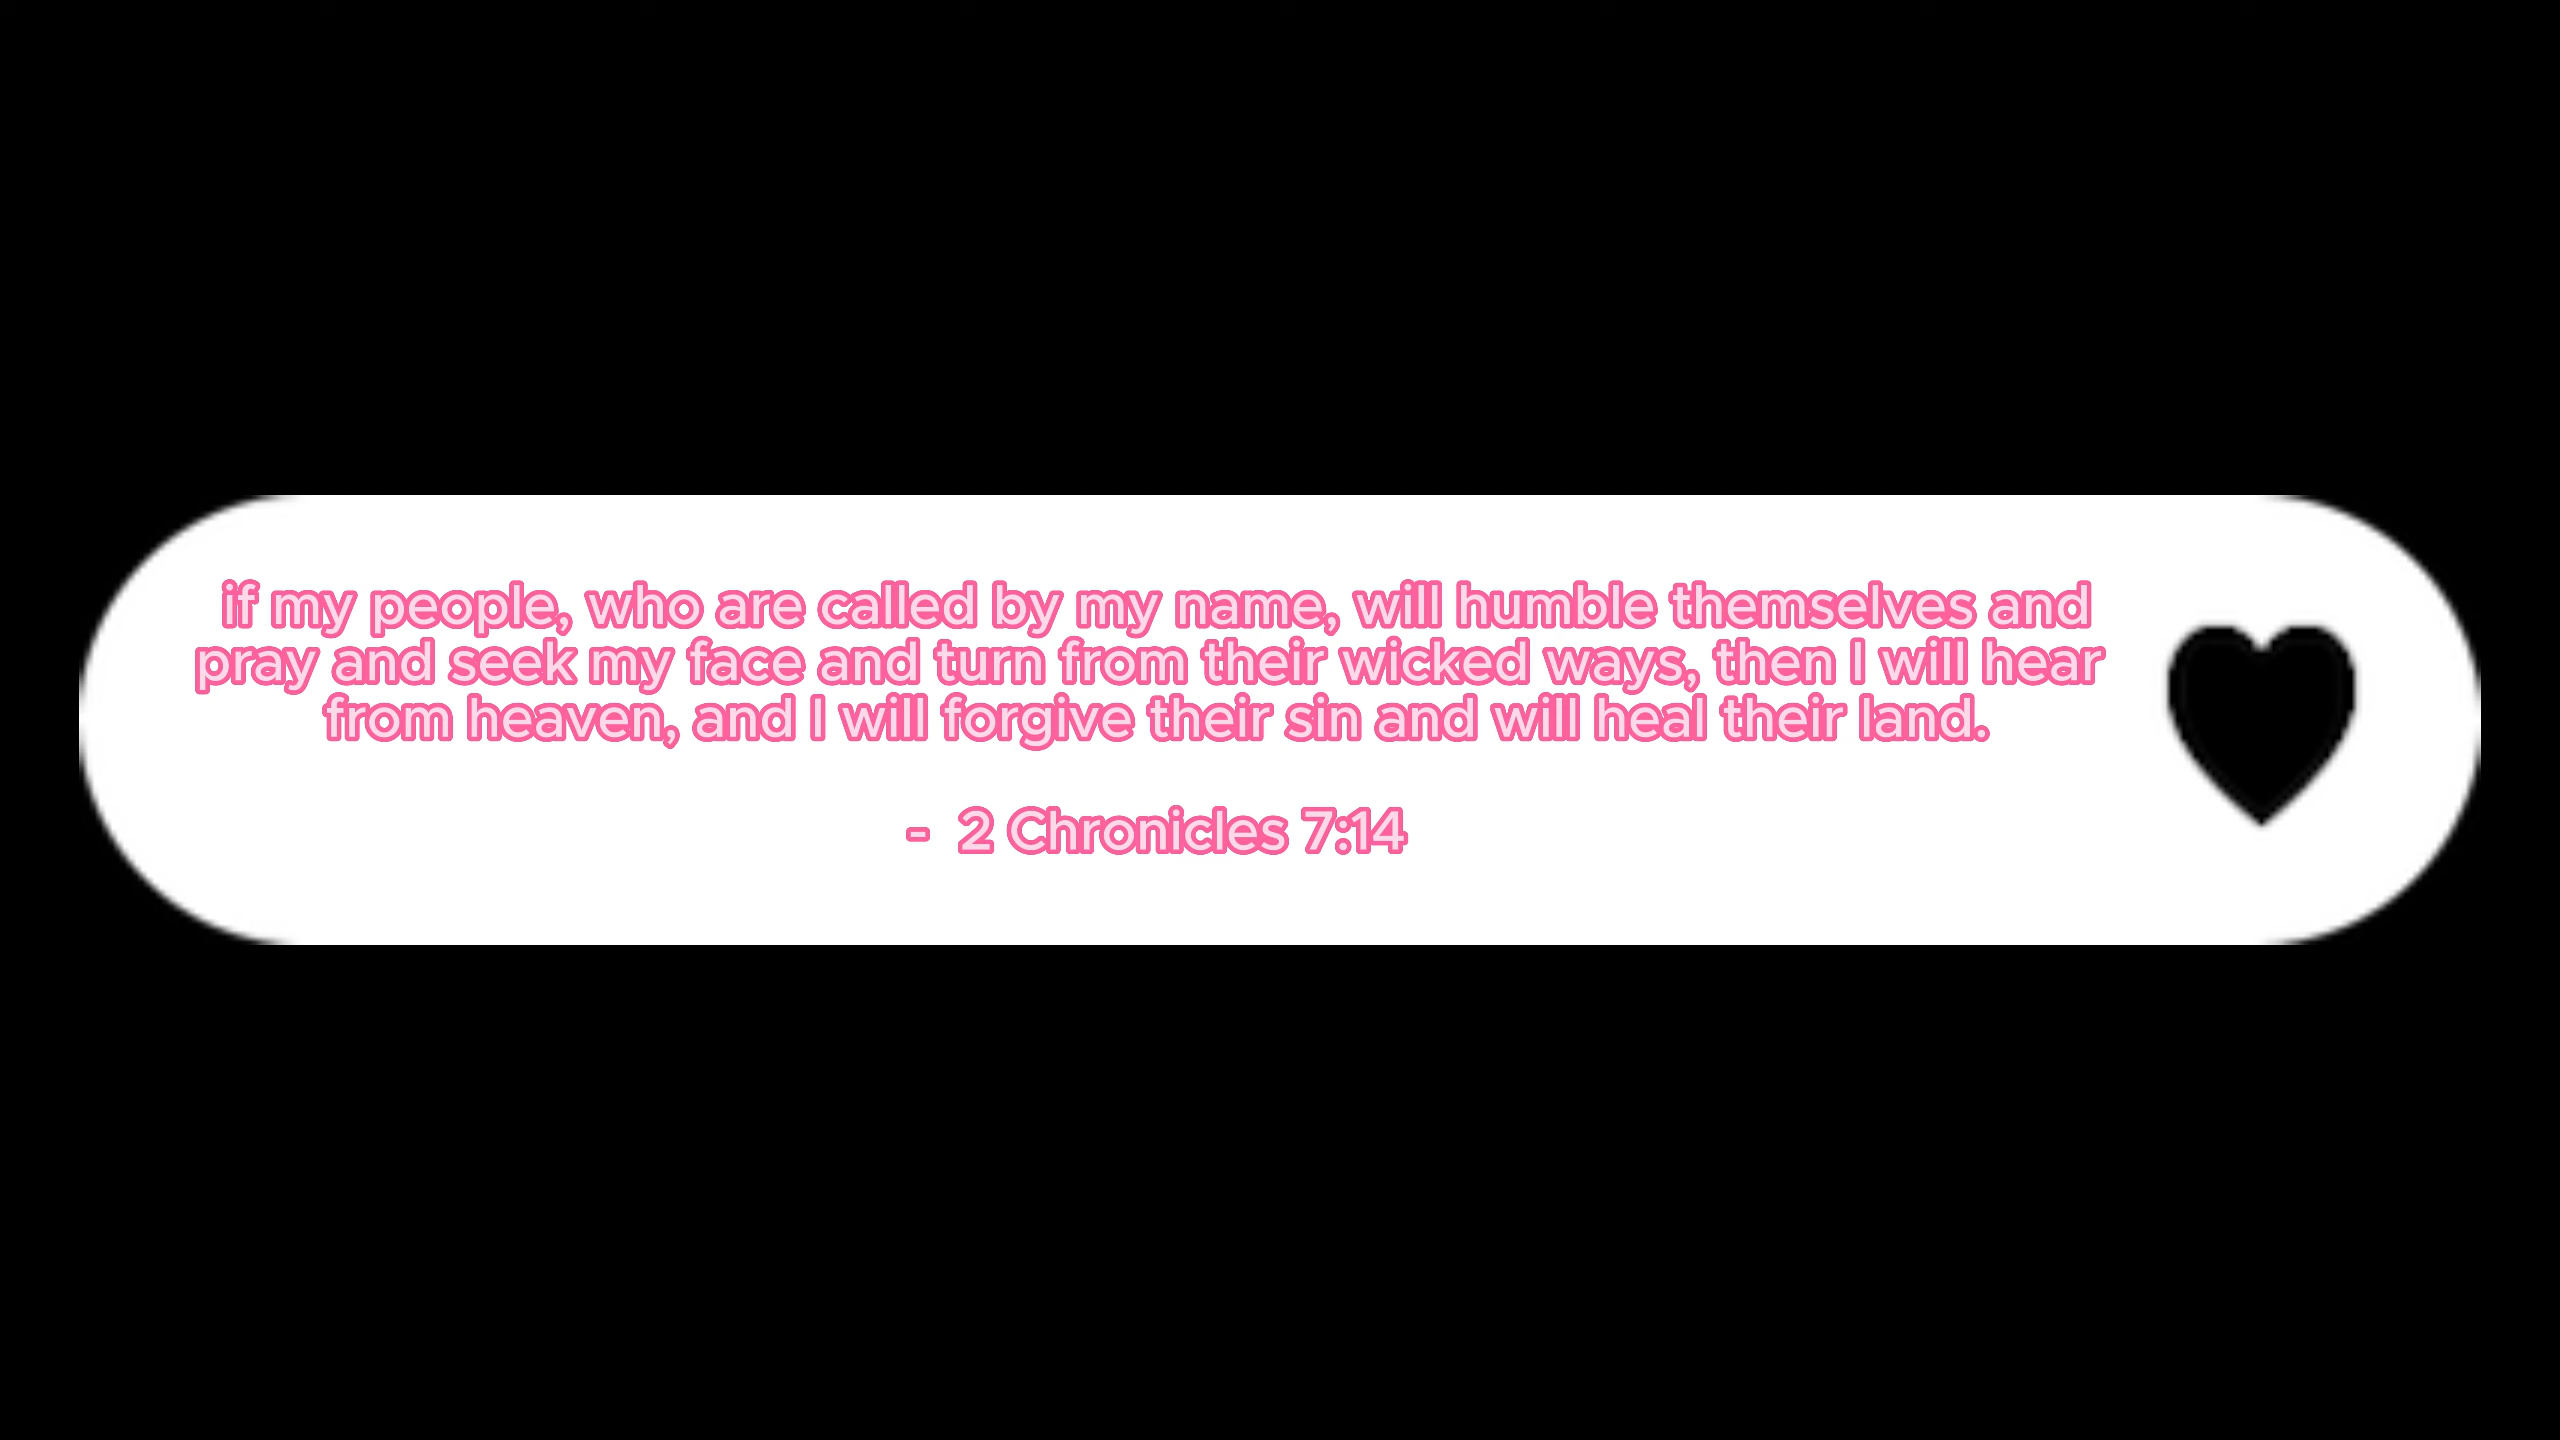 if my people, who are called by my name, will humble themselves and
pray and seek my face and turn from their wicked ways, then I will hear
from heaven, and I will forgive their sin and will heal their land.
- 2 Chronicles 7:14